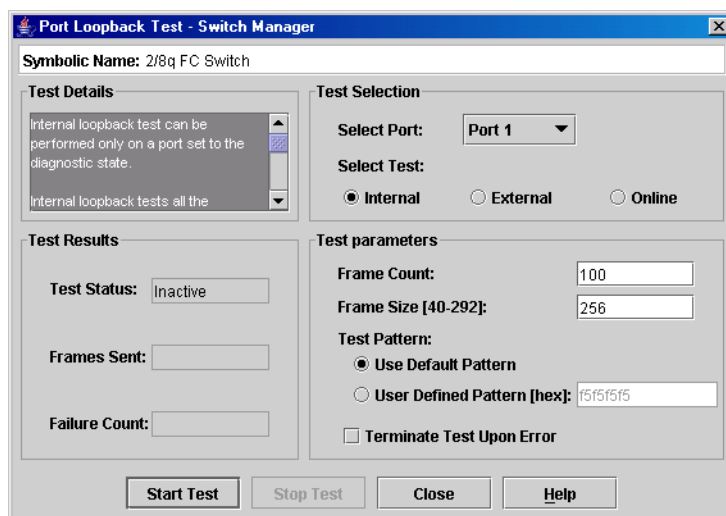 Port Loopback Test - Switch Manager
Symbolic Name: 2/8q FC Switch
Test Details
Internal loopback test can be
performed only on a port set to the
diagnostic state.
Internal loopback tests all the
Test Selection
Select Port: Port 1
Select Test:
Internal External Online
Test Results
Test Status: Inactive
Frames Sent:
Failure Count:
Test parameters
Frame Count: 100
Frame Size [40-292]: 256
Test Pattern:
Use Default Pattern
User Defined Pattern [hex]: f5f5f5f5
Terminate Test Upon Error
Start Test Stop Test Close Help